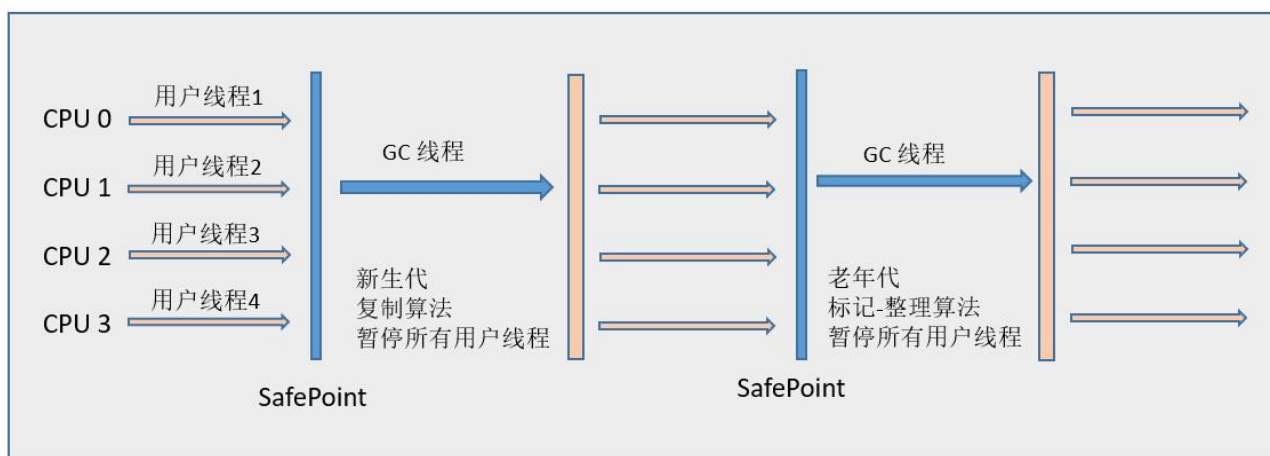 CPU 0
用户线程1
CPU 1
用户线程2
CPU 2
用户线程3
CPU 3
用户线程4
SafePoint
GC 线程
新生代
复制算法
暂停所有用户线程
SafePoint
GC 线程
老年代
标记-整理算法
暂停所有用户线程